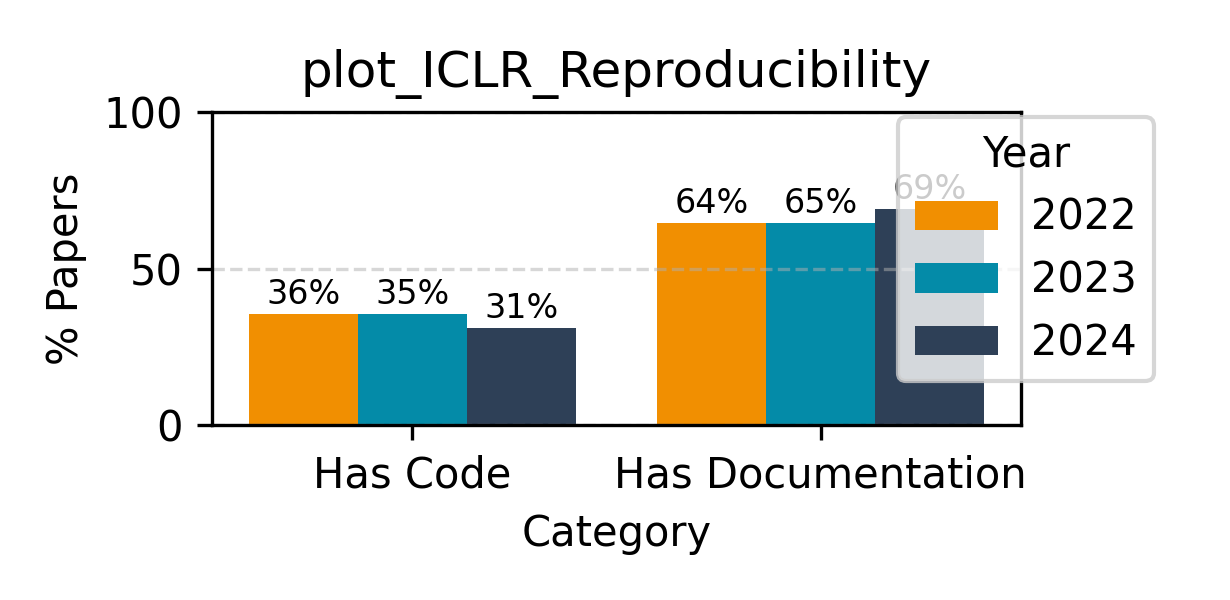 plot_ICLR_Reproducibility
100
50
0
% Papers
36%
35%
31%
64%
65%
69%
Year
2022
2023
2024
Has Code
Has Documentation
Category